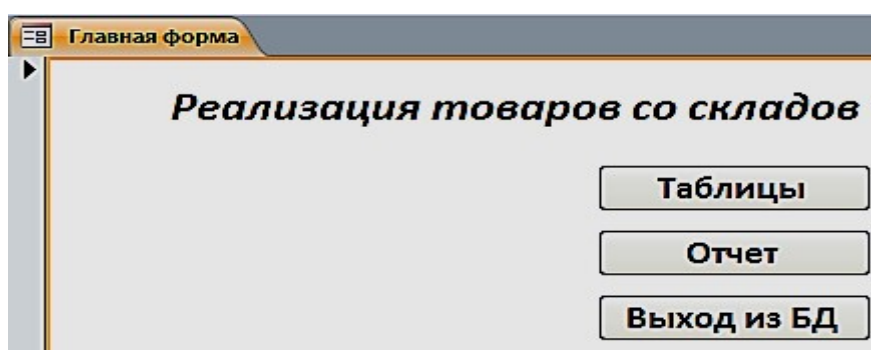 Главная форма
Реализация товаров со складов
Таблицы
Отчет
Выход из БД